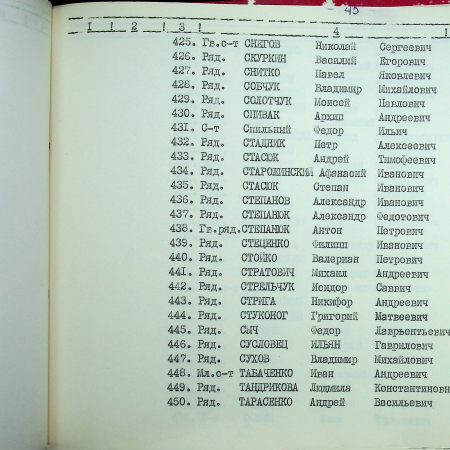 45
1 ! 2 ! 3 ! 4 !
425. Гв.с-т СНЕГОВ Николай Сергеевич
426. Ряд. СКУРКИН Василий Егорович
427. Ряд. СНИТКО Павел Яковлевич
428. Ряд. СОБЧУК Владимир Михайлович
429. Ряд. СОЛОТЧУК Моисей Павлович
430. Ряд. СПИВАК Архип Андреевич
431. С-т Спильный Федор Ильич
432. Ряд. СТАДНИК Петр Алексеевич
433. Ряд. СТАСЮК Андрей Тимофеевич
434. Ряд. СТАРОЖИНСКИЙ Афанасий Иванович
435. Ряд. СТАСЮК Степан Иванович
436. Ряд. СТЕПАНОВ Александр Иванович
437. Ряд. СТЕПАНЮК Александр Федотович
438. Гв.ряд.СТЕПАНЮК Антон Петрович
439. Ряд. СТЕЦЕНКО Филипп Иванович
440. Ряд. СТОЙКО Валериан Петрович
441. Ряд. СТРАТОВИЧ Михаил Андреевич
442. Ряд. СТРЕЛЬЧУК Исидор Саввич
443. Ряд. СТРИГА Никифор Андреевич
444. Ряд. СТУКОНОГ Григорий Матвеевич
445. Ряд. СЫЧ Федор Лаврентьевич
446. Ряд. СУСЛОВЕЦ ИЛЬЯН Гаврилович
447. Ряд. СУХОВ Владимир Михайлович
448. Мл.с-т ТАБАЧЕНКО Иван Андреевич
449. Ряд. ТАНДРИКОВА Людмила Константиновн
450. Ряд. ТАРАСЕНКО Андрей Васильевич